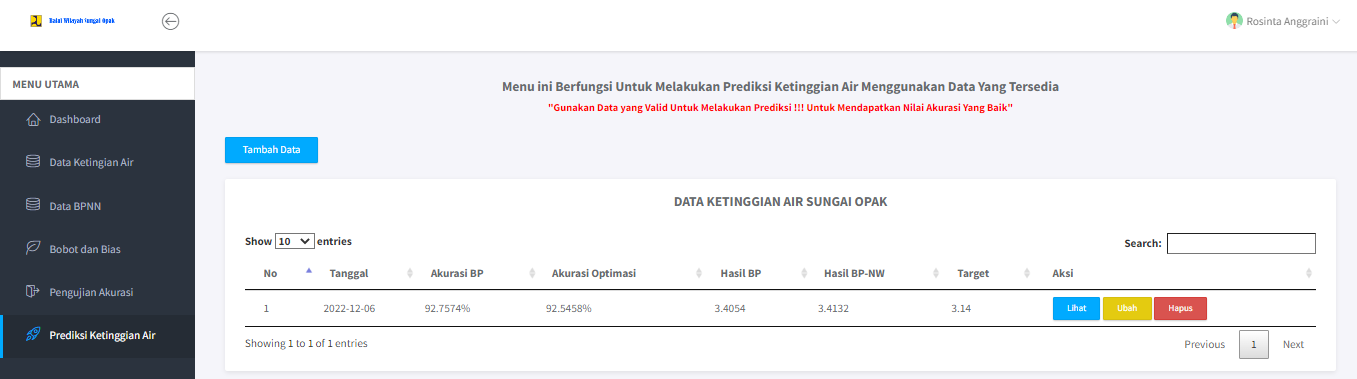 Balai Wilayah Sungai Opak
Rosinta Anggraini
MENU UTAMA
Dashboard
Data Ketingian Air
Data BPNN
Bobot dan Bias
Pengujian Akurasi
Prediksi Ketinggian Air
Menu ini Berfungsi Untuk Melakukan Prediksi Ketinggian Air Menggunakan Data Yang Tersedia
"Gunakan Data yang Valid Untuk Melakukan Prediksi !!! Untuk Mendapatkan Nilai Akurasi Yang Baik"
Tambah Data
DATA KETINGGIAN AIR SUNGAI OPAK
Show 10 entries
Search:
No Tanggal Akurasi BP Akurasi Optimasi Hasil BP Hasil BP-NW Target Aksi
1 2022-12-06 92.7574% 92.5458% 3.4054 3.4132 3.14 Lihat Ubah Hapus
Showing 1 to 1 of 1 entries
Previous 1 Next